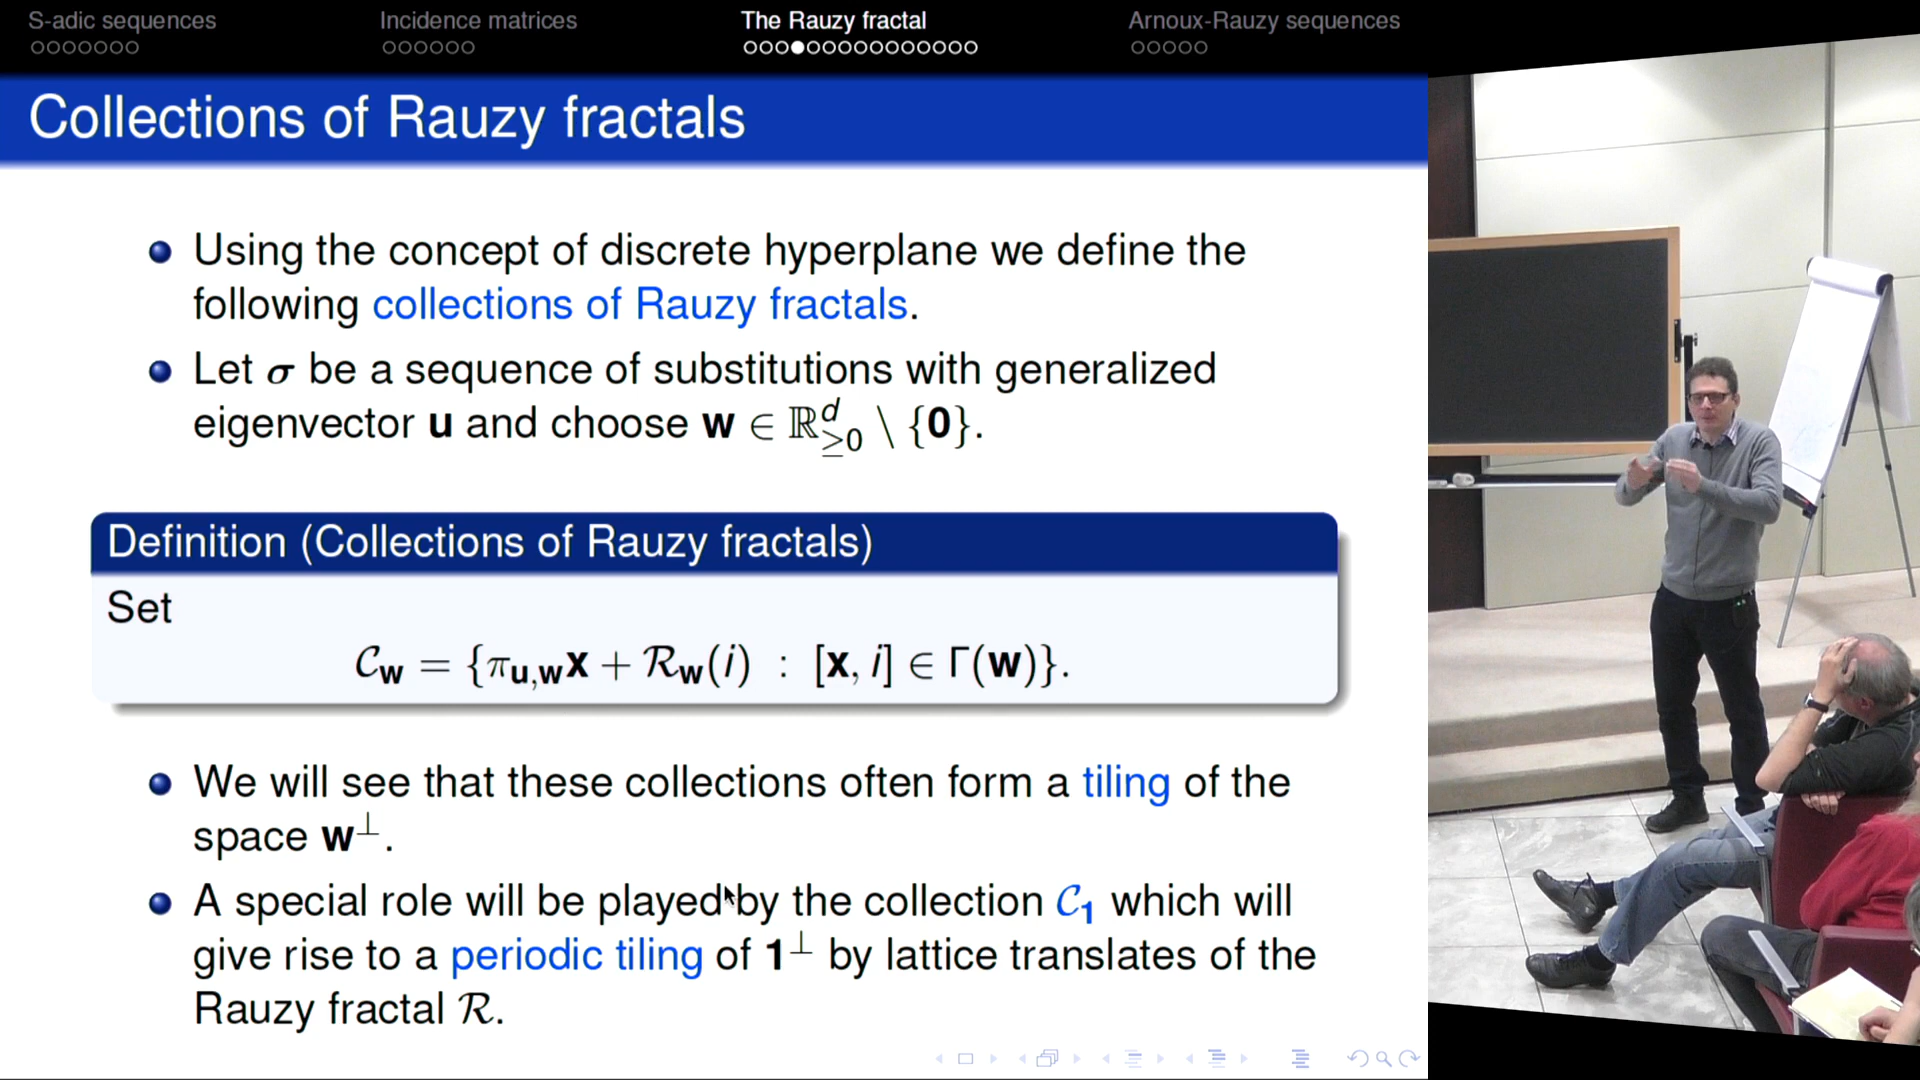 S-adic sequences Incidence matrices The Rauzy fractal Arnoux-Rauzy sequences
Collections of Rauzy fractals
Using the concept of discrete hyperplane we define the
following collections of Rauzy fractals.
Let σ be a sequence of substitutions with generalized
eigenvector u and choose w ∈ ℝ^d_≥0 \ {0}.
Definition (Collections of Rauzy fractals)
Set
𝒞_w = {π_u,w x + ℛ_w(i) : [x, i] ∈ Γ(w)}.
We will see that these collections often form a tiling of the
space w^⊥.
A special role will be played by the collection 𝒞_1 which will
give rise to a periodic tiling of 1^⊥ by lattice translates of the
Rauzy fractal ℛ.